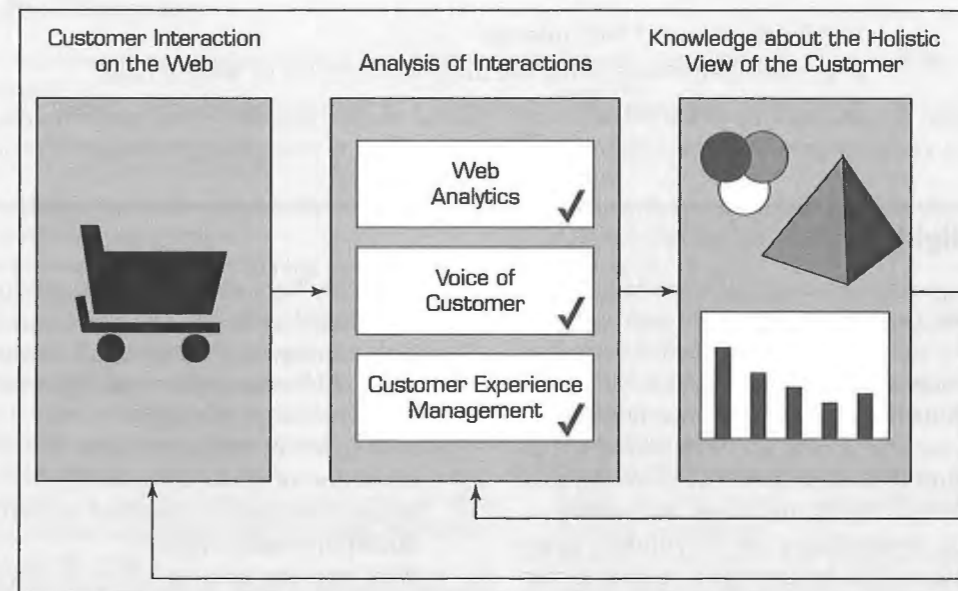 Customer Interaction
on the Web
Analysis of Interactions
Knowledge about the Holistic
View of the Customer
Web
Analytics
Voice of
Customer
Customer Experience
Management